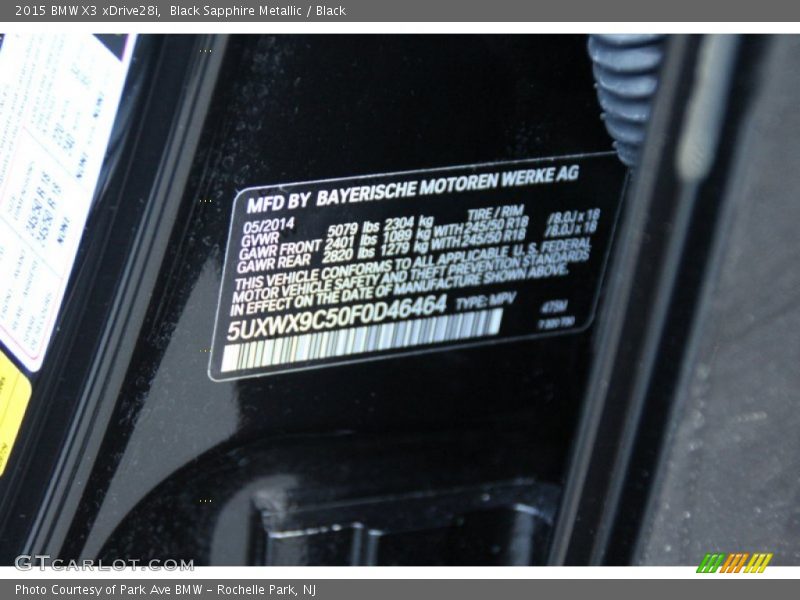 2015 BMW X3 xDrive28i, Black Sapphire Metallic / Black
MFD BY BAYERISCHE MOTOREN WERKE AG
05/2014 TIRE / RIM
GVWR 5079 lbs 2304 kg
GAWR FRONT 2401 lbs 1089 kg WITH 245/50 R18 /8.0J x 18
GAWR REAR 2820 lbs 1279 kg WITH 245/50 R18 /8.0J x 18
THIS VEHICLE CONFORMS TO ALL APPLICABLE U.S. FEDERAL
MOTOR VEHICLE SAFETY AND THEFT PREVENTION STANDARDS
IN EFFECT ON THE DATE OF MANUFACTURE SHOWN ABOVE.
5UXWX9C50F0D46464 TYPE: MPV 475M
GTCARLOT.COM
Photo Courtesy of Park Ave BMW - Rochelle Park, NJ